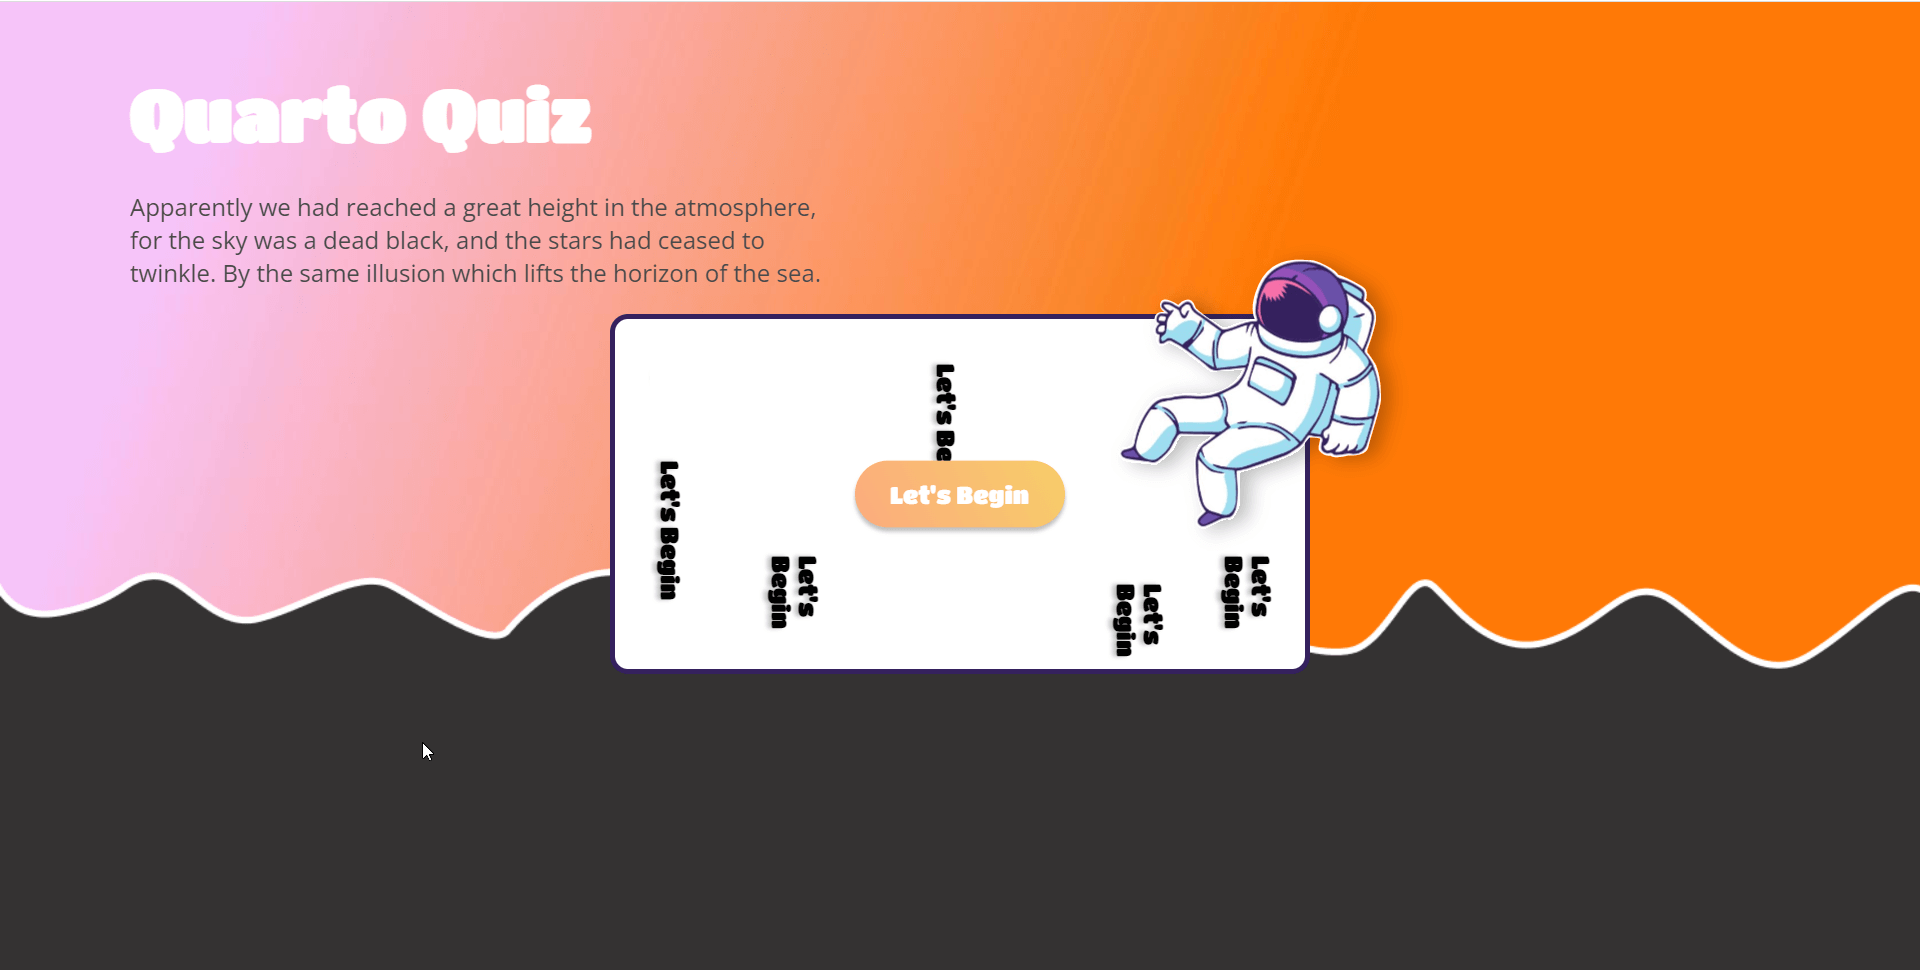 Quarto Quiz
Apparently we had reached a great height in the atmosphere,
for the sky was a dead black, and the stars had ceased to
twinkle. By the same illusion which lifts the horizon of the sea.
Let's Be
Let's Begin
Let's Begin
Let's
Begin
Let's
Begin
Let's
Begin